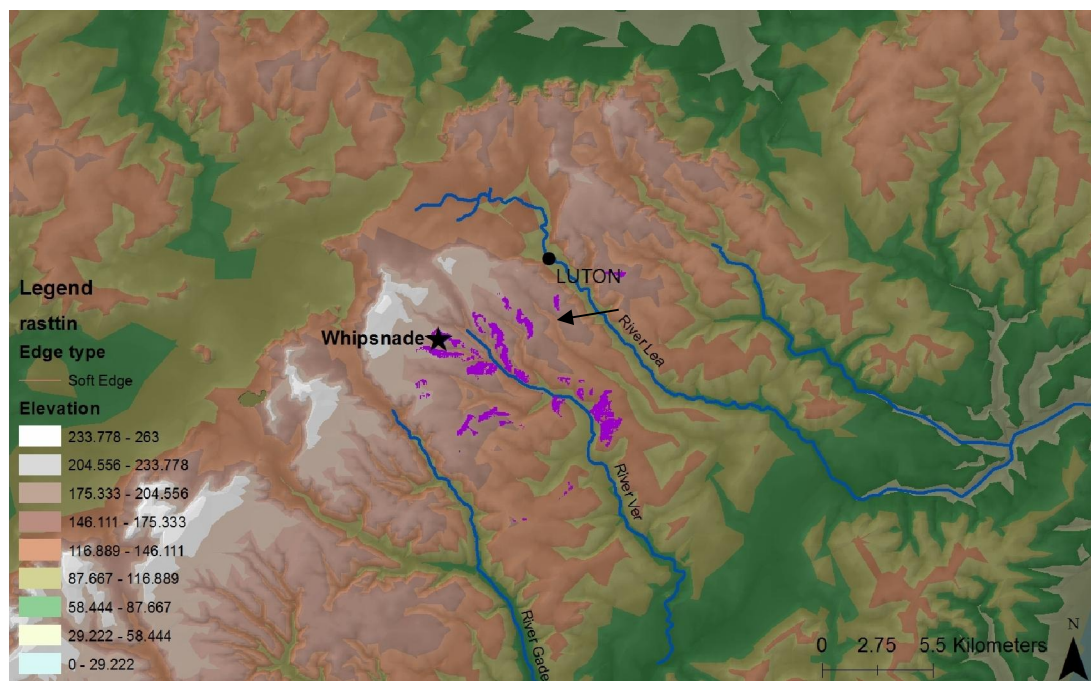 LUTON
Whipsnade
River Lea
River Ver
River Gade
Legend
rasttin
Edge type
Soft Edge
Elevation
233.778 - 263
204.556 - 233.778
175.333 - 204.556
146.111 - 175.333
116.889 - 146.111
87.667 - 116.889
58.444 - 87.667
29.222 - 58.444
0 - 29.222
N
0 2.75 5.5 Kilometers